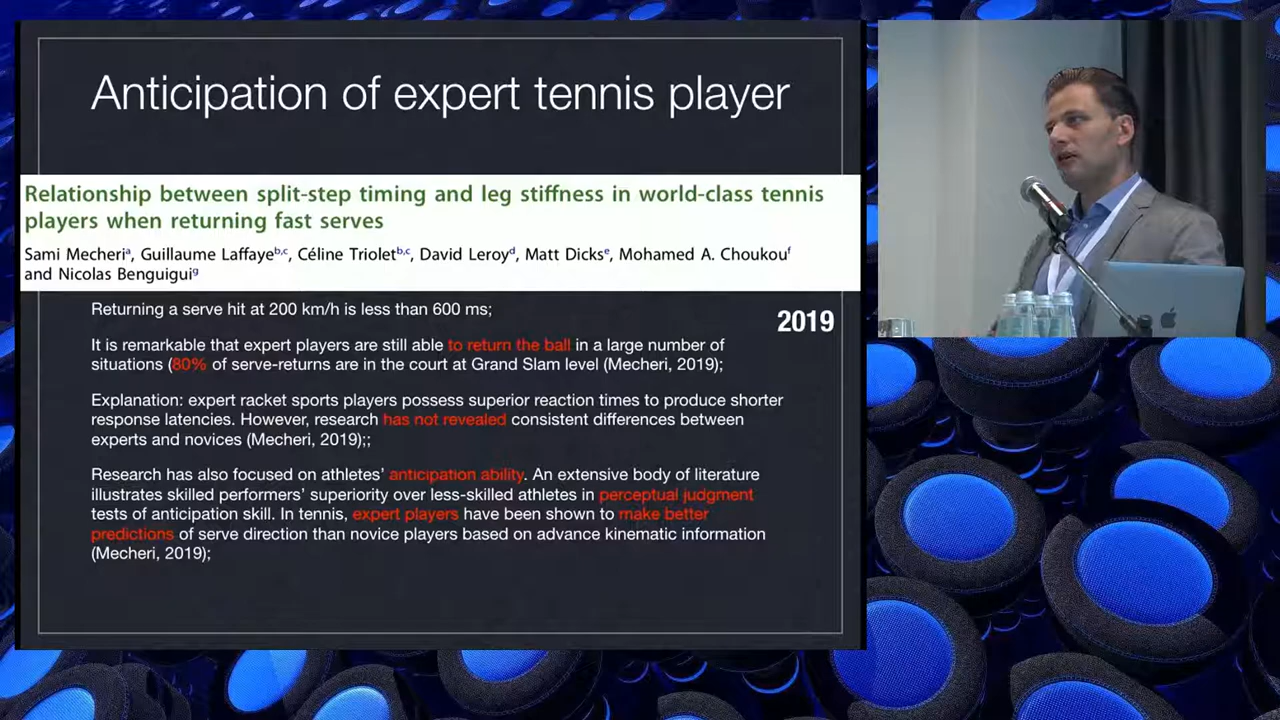 Anticipation of expert tennis player
Relationship between split-step timing and leg stiffness in world-class tennis
players when returning fast serves
Sami Mecheriᵃ, Guillaume Laffayeᵇ,ᶜ, Céline Trioletᵇ,ᶜ, David Leroyᵈ, Matt Dicksᵉ, Mohamed A. Choukouᶠ
and Nicolas Benguiguiᵍ
Returning a serve hit at 200 km/h is less than 600 ms;
2019
It is remarkable that expert players are still able to return the ball in a large number of
situations (80% of serve-returns are in the court at Grand Slam level (Mecheri, 2019);
Explanation: expert racket sports players possess superior reaction times to produce shorter
response latencies. However, research has not revealed consistent differences between
experts and novices (Mecheri, 2019);;
Research has also focused on athletes' anticipation ability. An extensive body of literature
illustrates skilled performers' superiority over less-skilled athletes in perceptual judgment
tests of anticipation skill. In tennis, expert players have been shown to make better
predictions of serve direction than novice players based on advance kinematic information
(Mecheri, 2019);